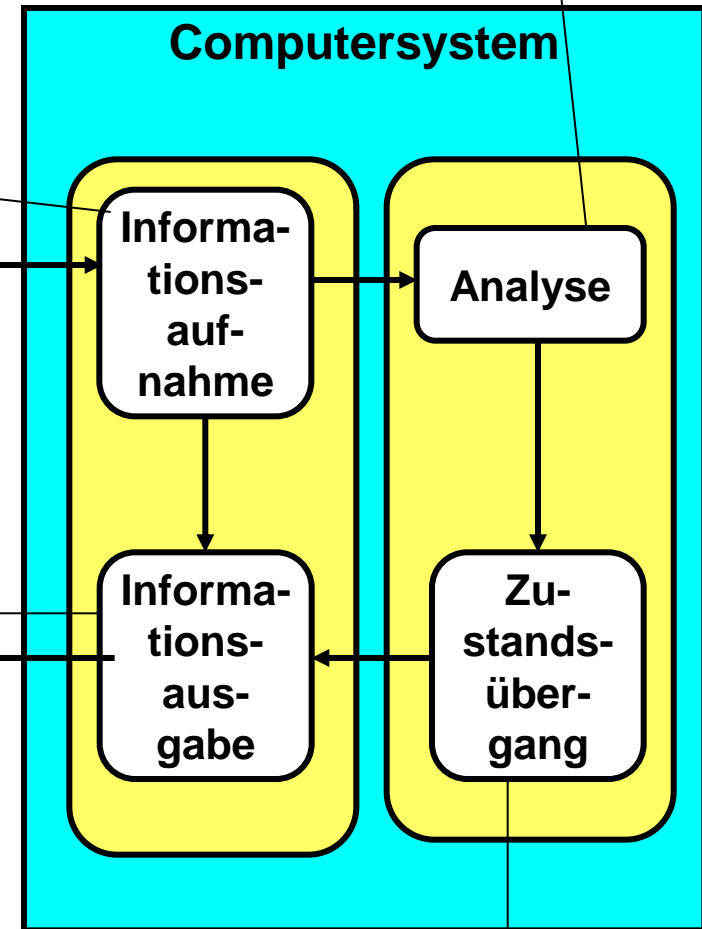 Computersystem
Informa-
tions-
auf-
nahme
Analyse
Informa-
tions-
aus-
gabe
Zu-
stands-
über-
gang